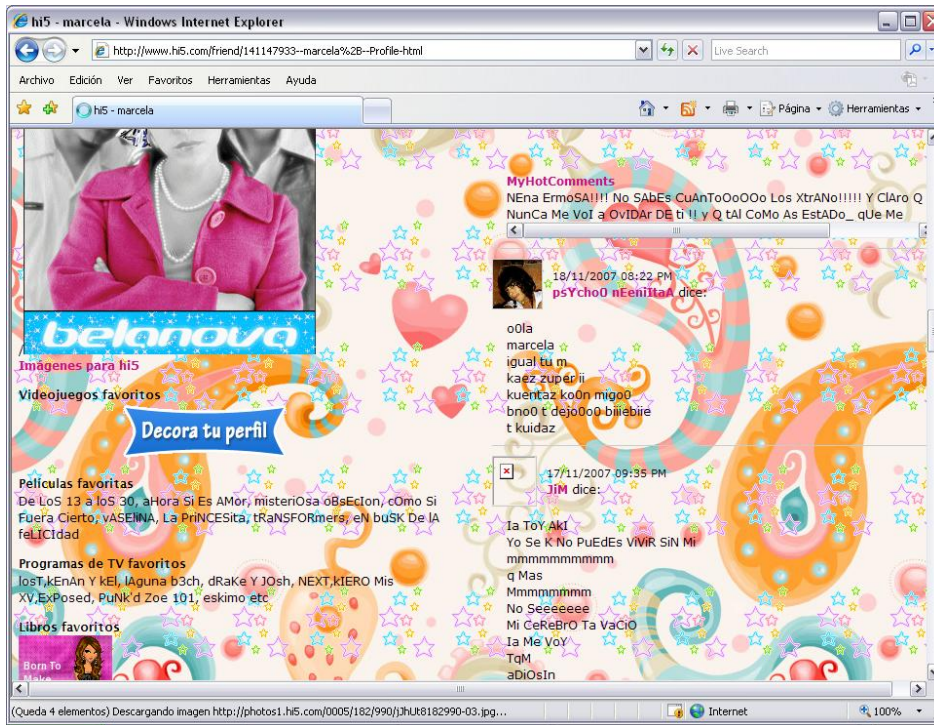 hi5 - marcela - Windows Internet Explorer
http://www.hi5.com/friend/141147933--marcela%2B--Profile-html
Live Search
Archivo Edición Ver Favoritos Herramientas Ayuda
hi5 - marcela
Página Herramientas
belanova
Imágenes para hi5
Videojuegos favoritos
Decora tu perfil
Películas favoritas
De LoS 13 a loS 30, aHora Si Es AMor, misteriOsa oBsEcIon, cOmo Si
Fuera Cierto, vASEliNA, La PriNCESita, tRaNSFORmers, eN buSK De lA
feLICIdad
Programas de TV favoritos
losT,kEnAn Y kEl, lAguna b3ch, dRake Y JOsh, NEXT,kIERO Mis
XV,ExPosed, PuNk'd Zoe 101, eskimo etc
Libros favoritos
Born To
Make
MyHotComments
NEna ErmoSA!!!! No SAbEs CuAnToOoOOo Los XtrANo!!!!! Y ClAro Q
NunCa Me VoI a OvIDAr DE ti !! y Q tAl CoMo As EstADo_ qUe Me
18/11/2007 08:22 PM
psYcho0 nEeniItaA dice:
o0la
marcela
igual tu m
kaez zuper ii
kuentaz ko0n migo0
bno0 t dejo0o0 biiebiie
t kuidaz
17/11/2007 09:35 PM
JiM dice:
Ia ToY AkI
Yo Se K No PuEdEs ViViR SiN Mi
mmmmmmmmmmm
q Mas
Mmmmmmmm
No Seeeeeee
Mi CeReBrO Ta VaCiO
Ia Me VoY
TqM
aDiOsIn
(Queda 4 elementos) Descargando imagen http://photos1.hi5.com/0005/182/990/jJhUt8182990-03.jpg...
Internet
100%